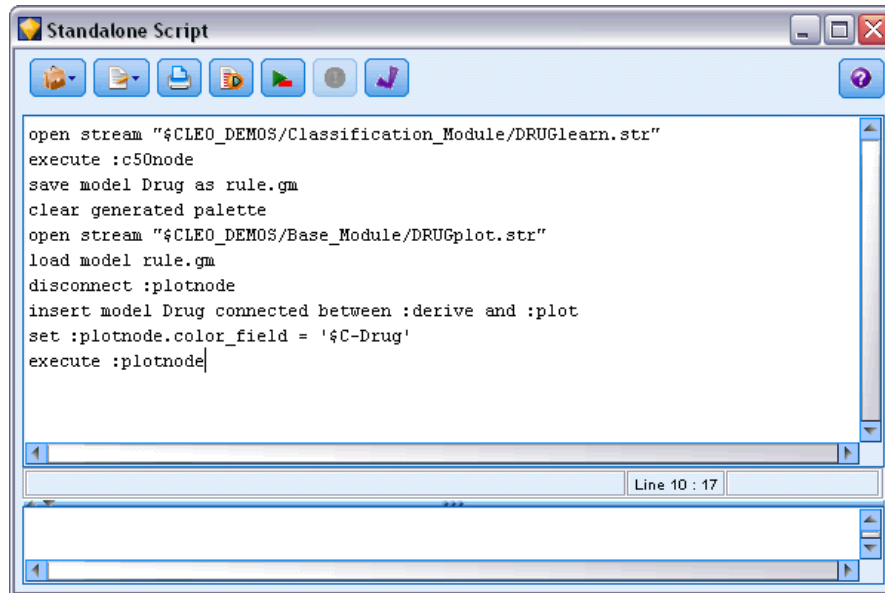 Standalone Script
open stream "$CLEO_DEMOS/Classification_Module/DRUGlearn.str"
execute :c50node
save model Drug as rule.gm
clear generated palette
open stream "$CLEO_DEMOS/Base_Module/DRUGplot.str"
load model rule.gm
disconnect :plotnode
insert model Drug connected between :derive and :plot
set :plotnode.color_field = '$C-Drug'
execute :plotnode
Line 10 : 17